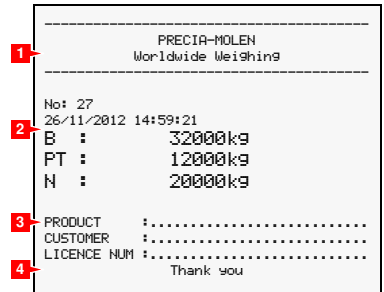 ----------------------------------------
PRECIA-MOLEN
1
Worldwide Weighing
----------------------------------------
No: 27
26/11/2012 14:59:21
2
B : 32000kg
PT : 12000kg
N : 20000kg
3
PRODUCT :..........................
CUSTOMER :..........................
LICENCE NUM :..........................
4
Thank you